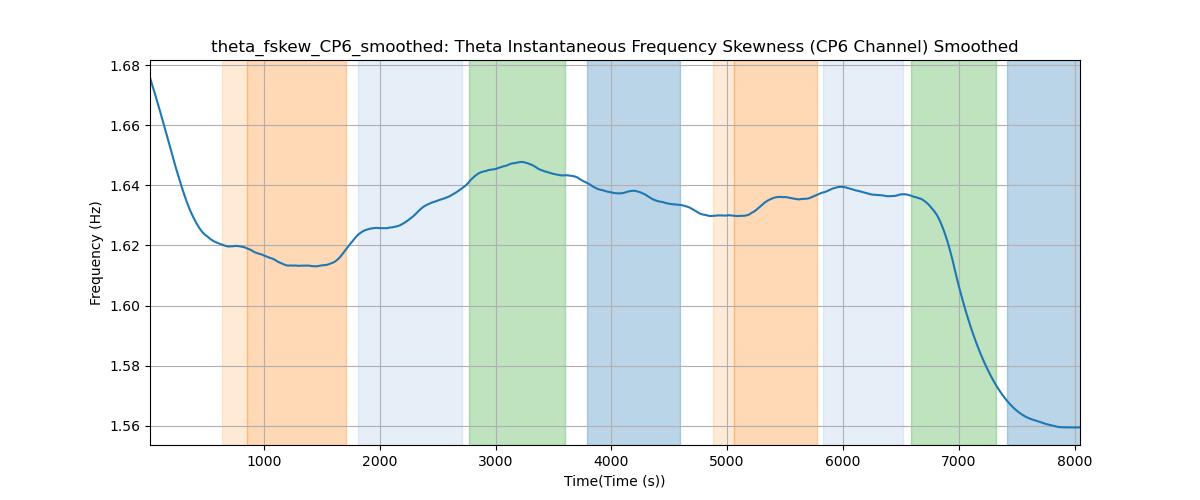 theta_fskew_CP6_smoothed: Theta Instantaneous Frequency Skewness (CP6 Channel) Smoothed
1.68
1.66
1.64
1.62
1.60
1.58
1.56
Frequency (Hz)
1000 2000 3000 4000 5000 6000 7000 8000
Time(Time (s))